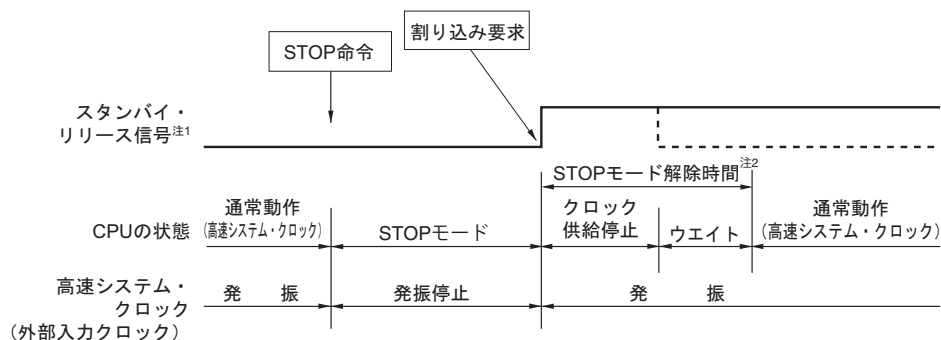 割り込み要求
STOP命令
スタンバイ・
リリース信号注1
STOPモード解除時間注2
通常動作
(高速システム・クロック)
CPUの状態
STOPモード
クロック
供給停止
ウエイト
通常動作
(高速システム・クロック)
高速システム・
クロック
(外部入力クロック)
発 振
発振停止
発 振